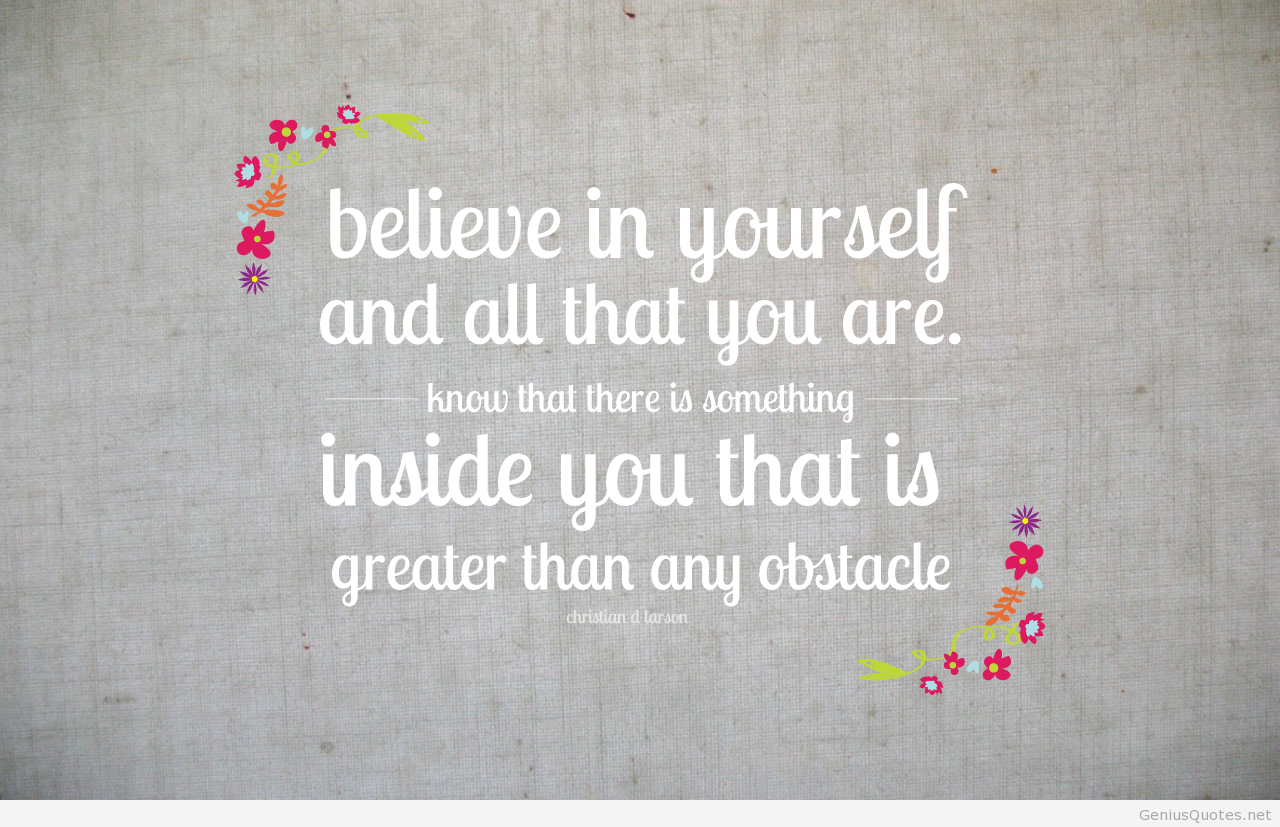 believe in yourself
and all that you are.
know that there is something
inside you that is
greater than any obstacle
christian d larson
GeniusQuotes.net